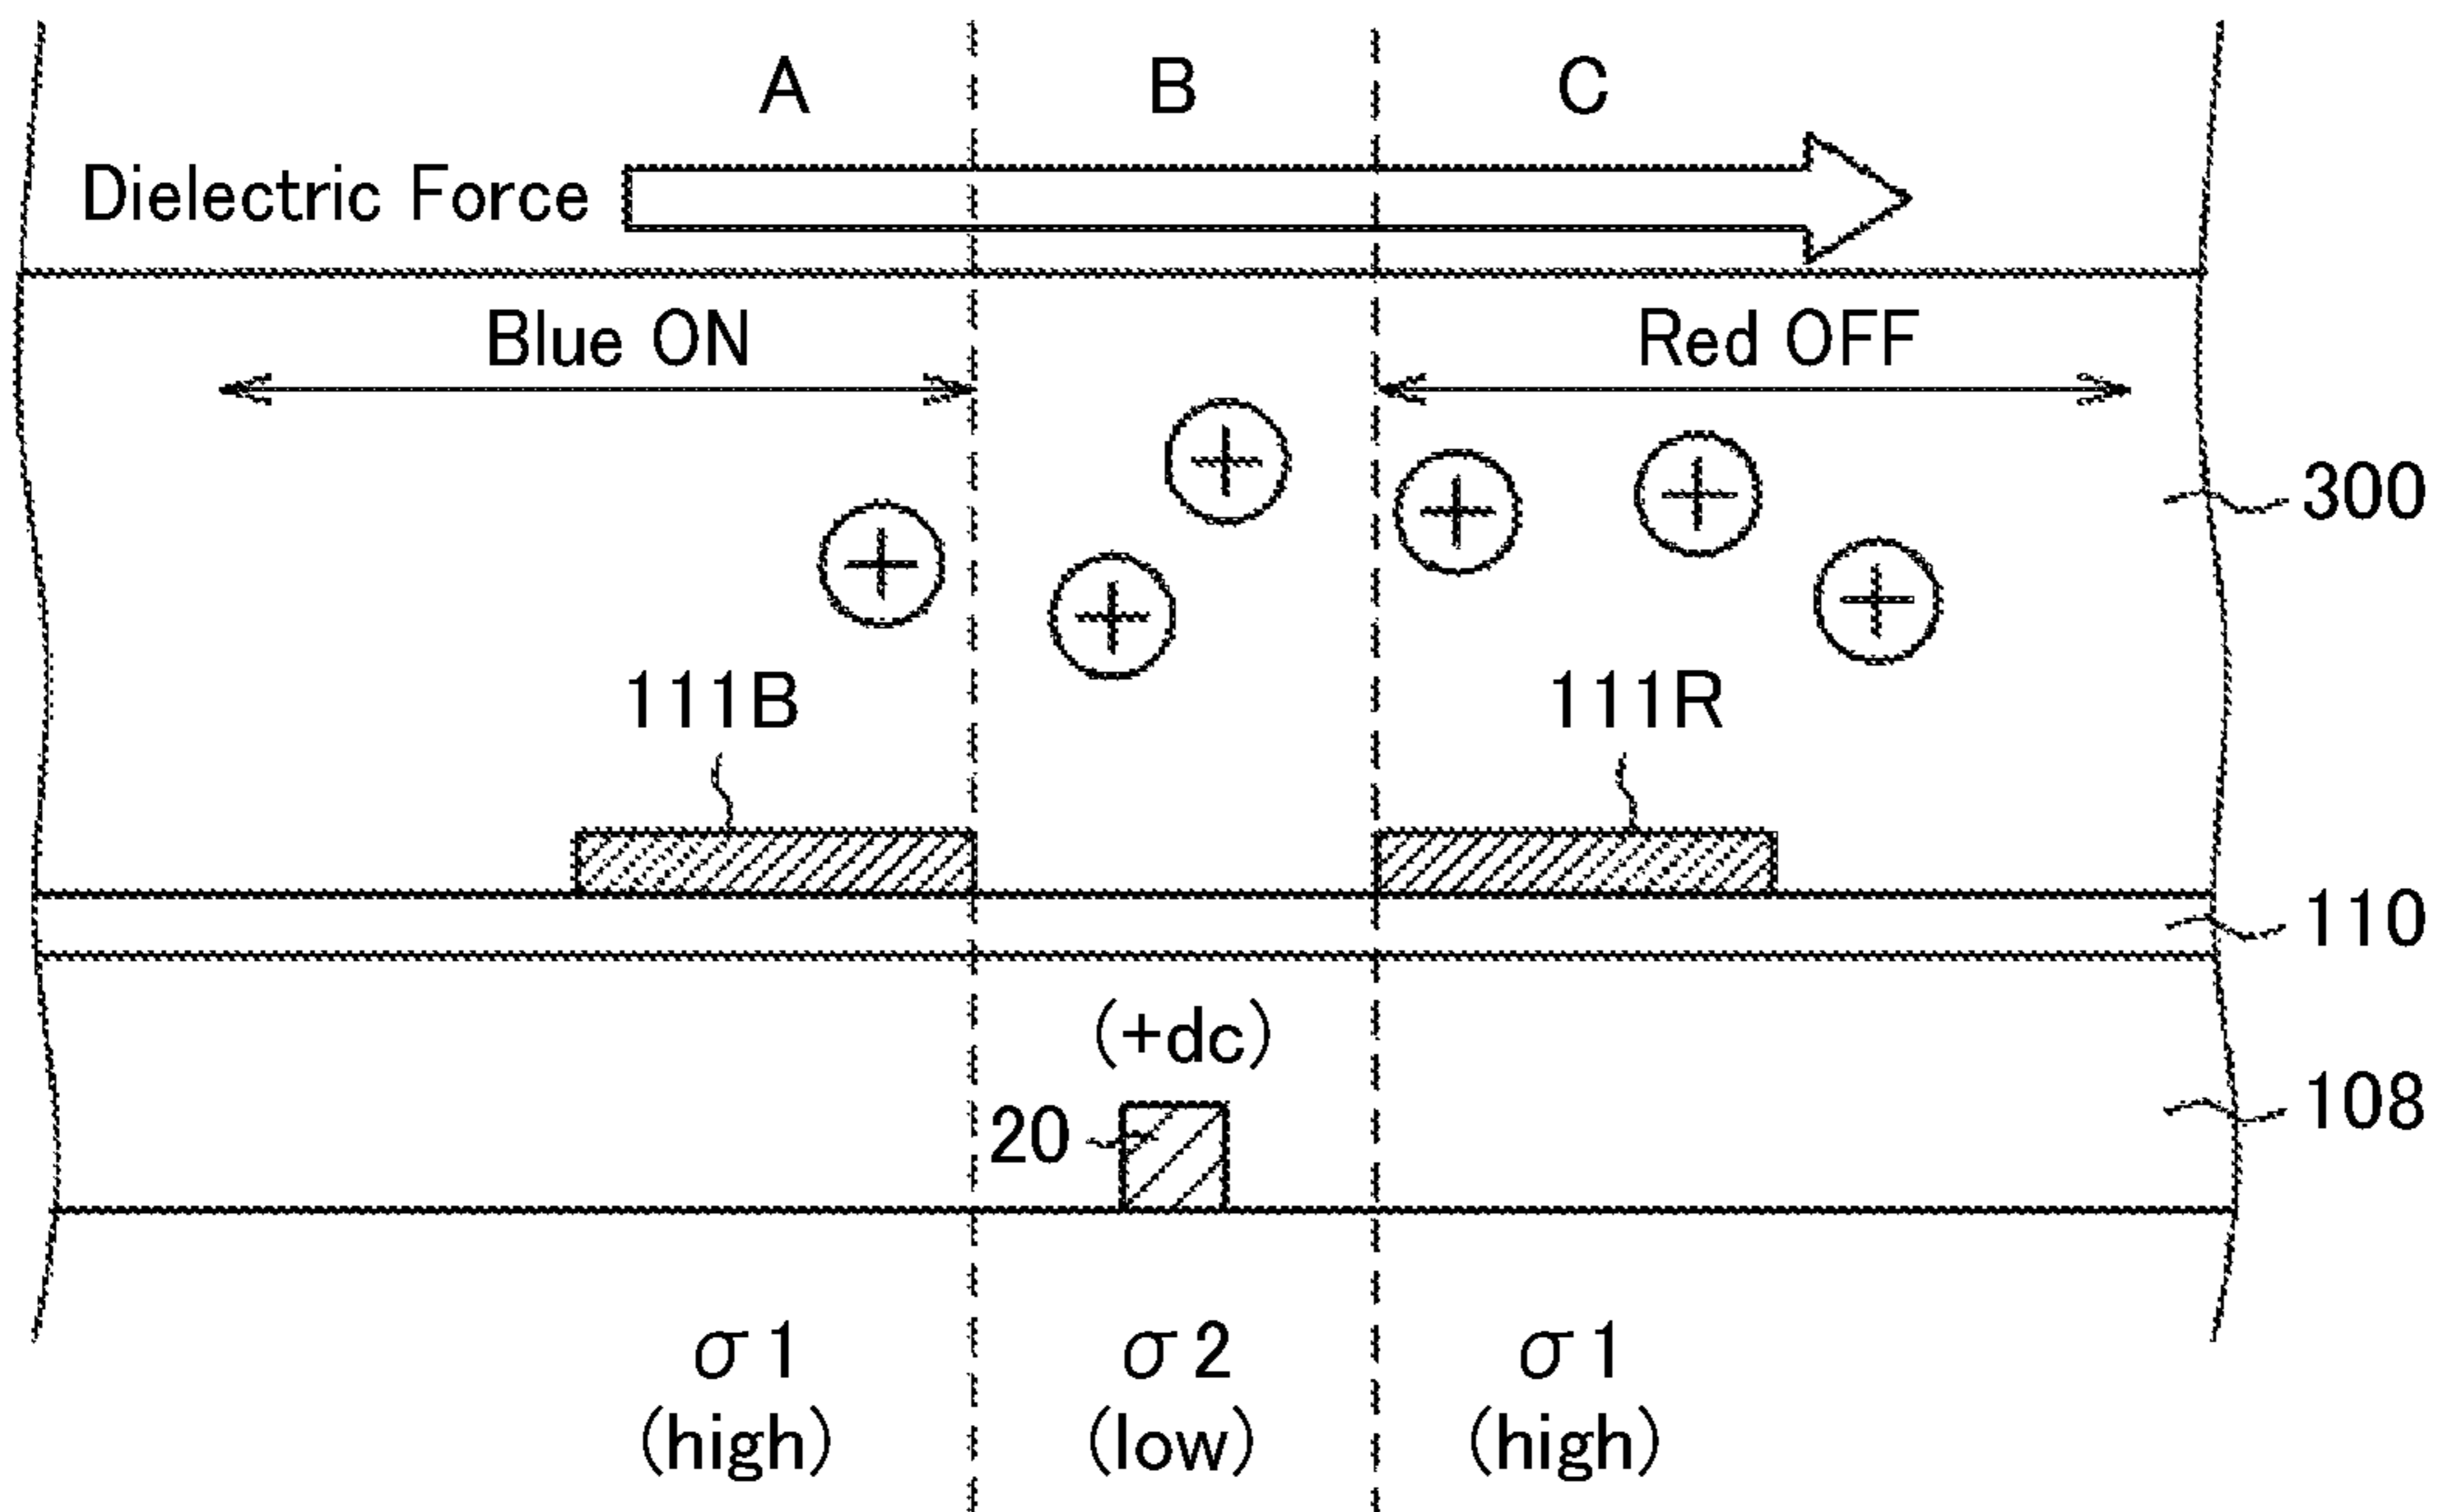 A B C
Dielectric Force
Blue ON Red OFF
300
111B 111R
110
(+dc)
20 108
σ1 σ2 σ1
(high) (low) (high)